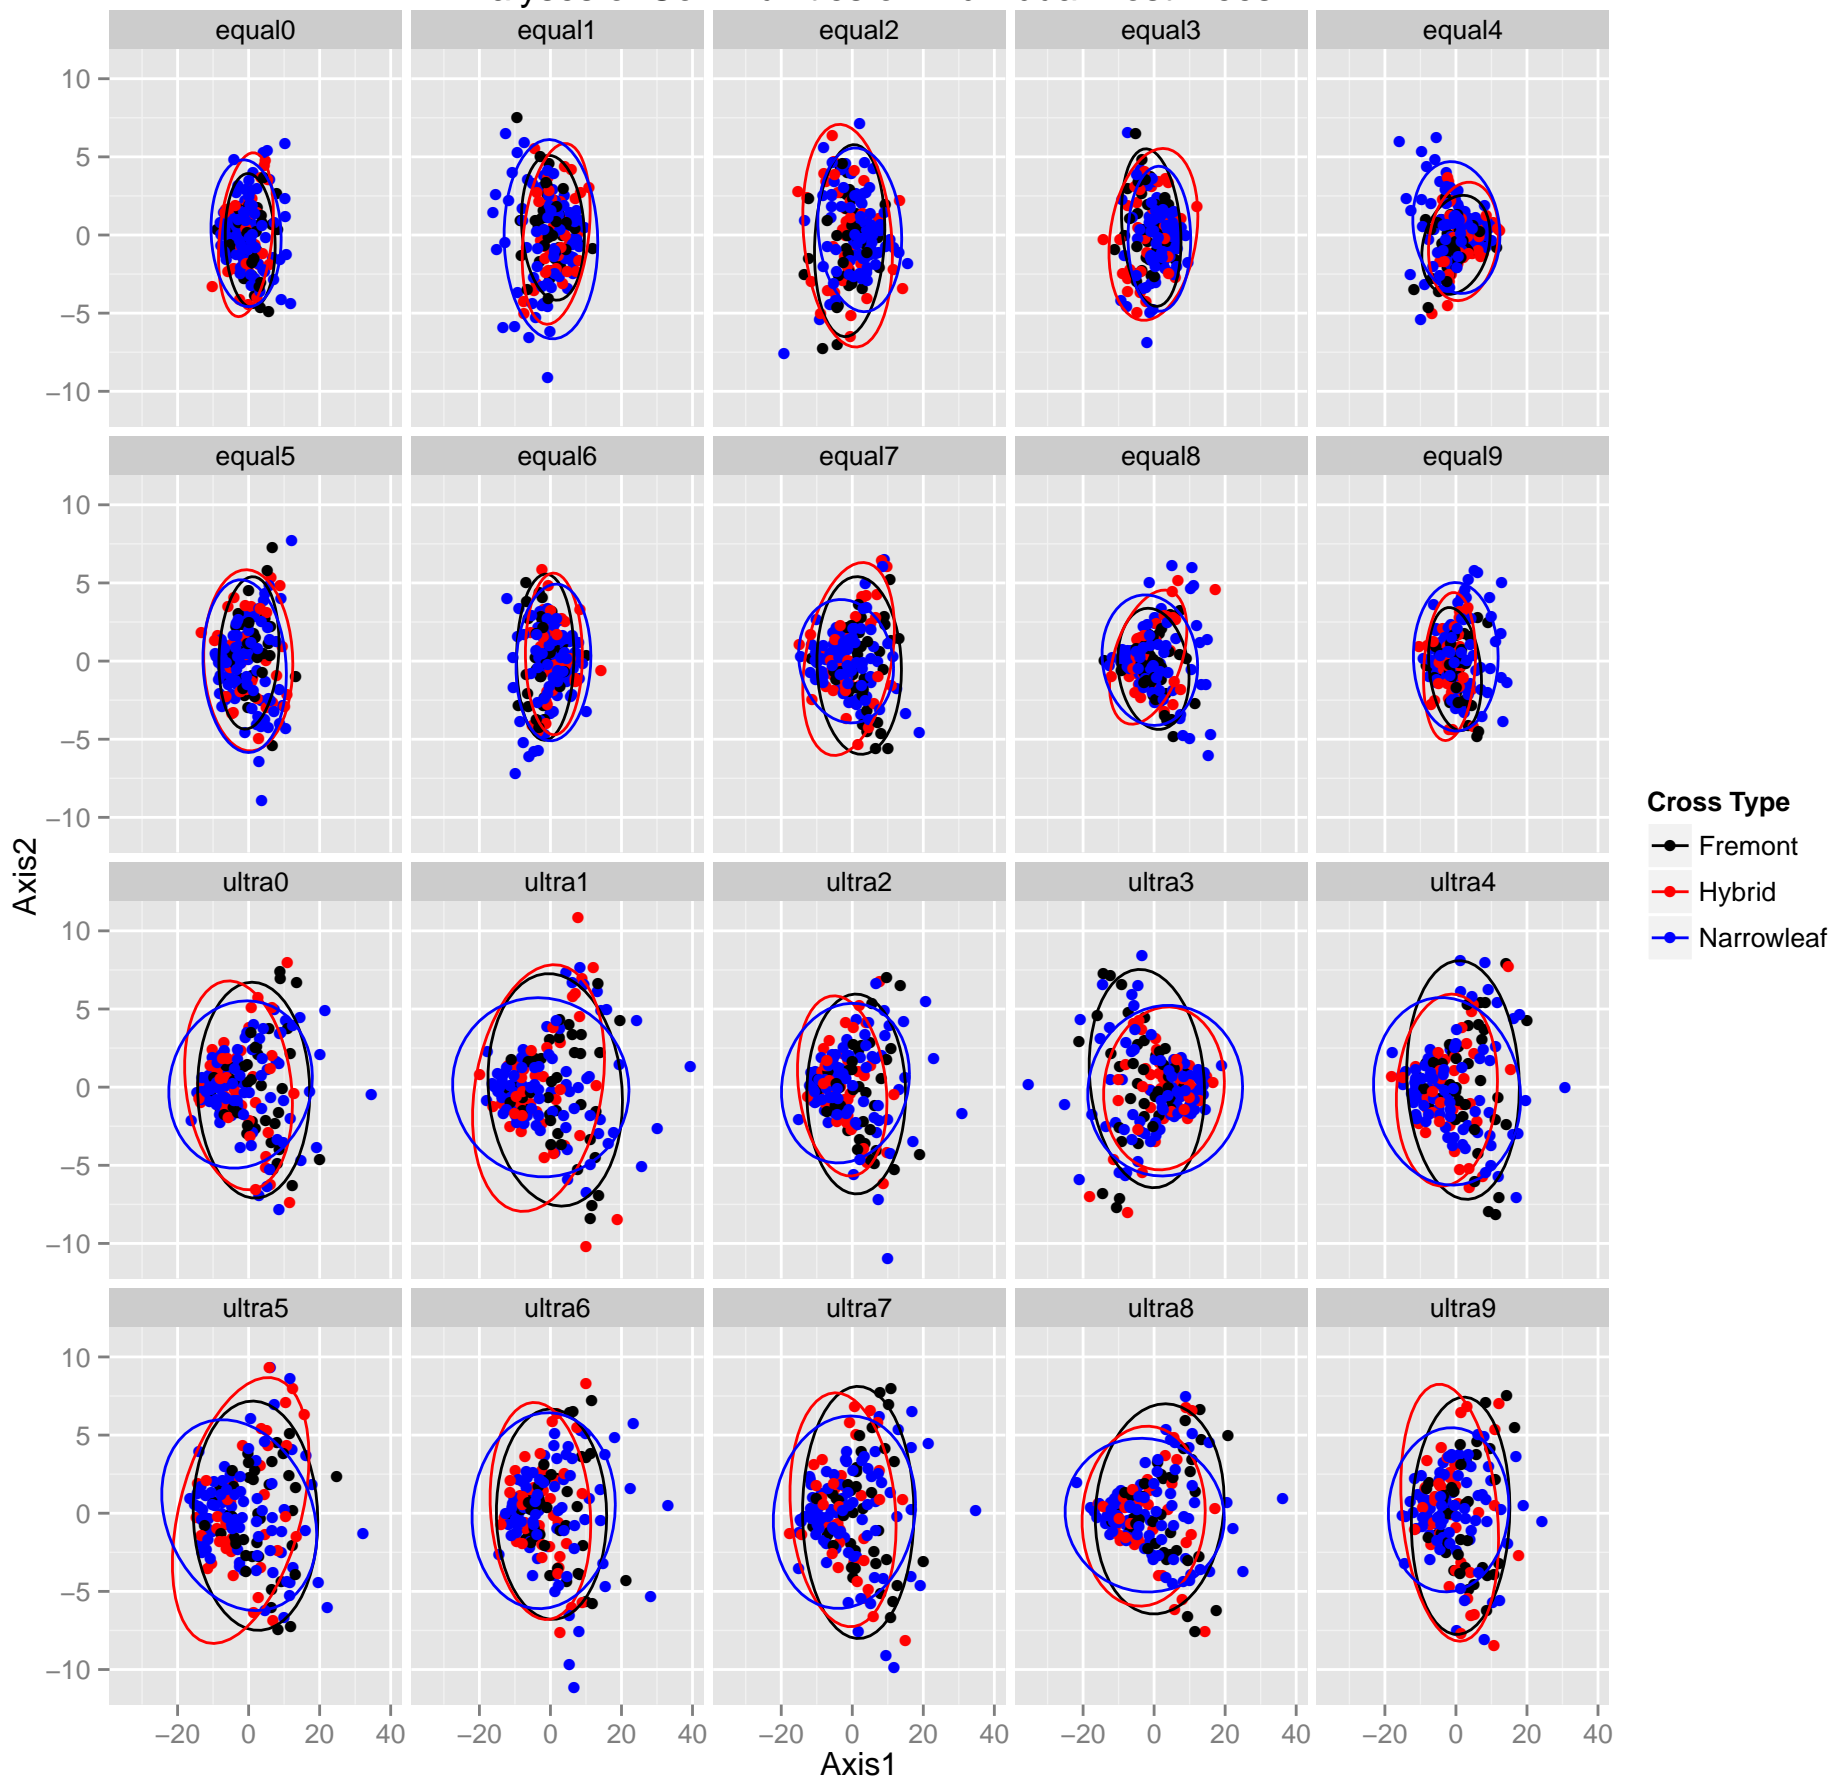 equal0 equal1 equal2 equal3 equal4
10
5
0
−5
−10
equal5 equal6 equal7 equal8 equal9
10
5
0
−5
−10
Axis2
Cross Type
Fremont
Hybrid
Narrowleaf
ultra0 ultra1 ultra2 ultra3 ultra4
10
5
0
−5
−10
ultra5 ultra6 ultra7 ultra8 ultra9
10
5
0
−5
−10
−20 0 20 40 −20 0 20 40 −20 0 20 40 −20 0 20 40 −20 0 20 40
Axis1